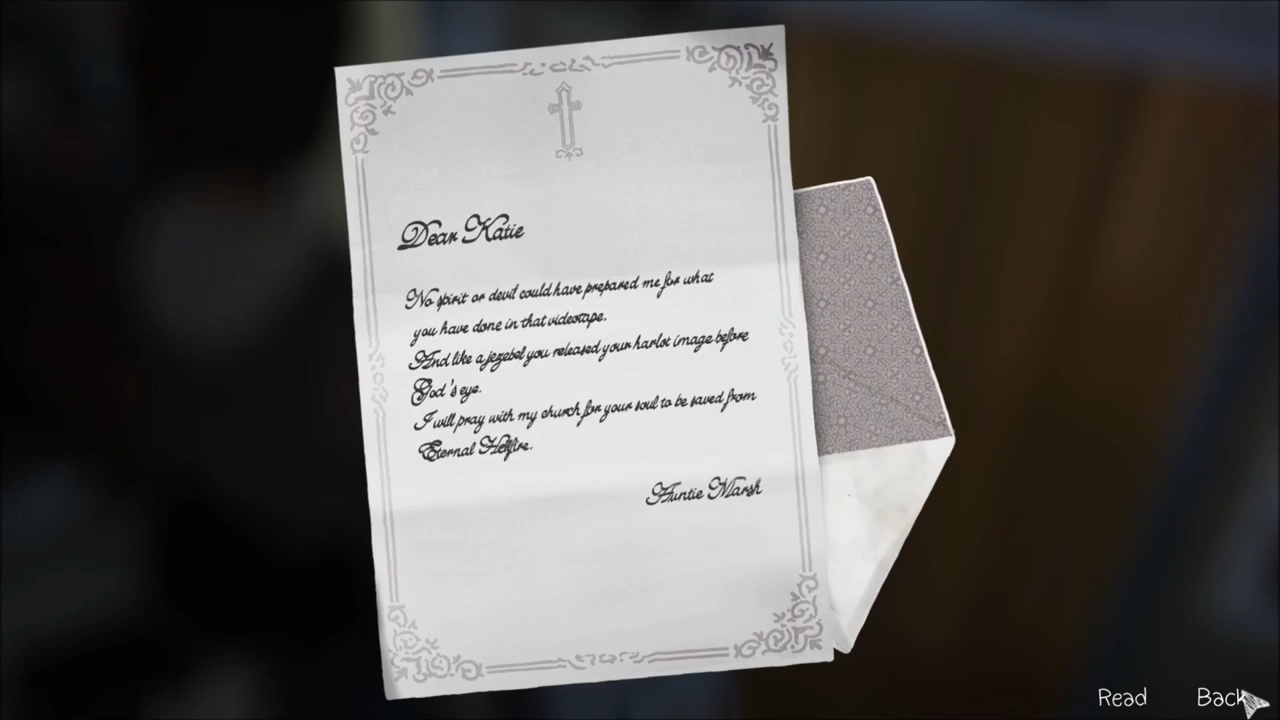 Dear Katie
No spirit or devil could have prepared me for what
you have done in that videotape.
And like a jezebel you released your harlot image before
God's eye.
I will pray with my church for your soul to be saved from
Eternal Hellfire.
Auntie Marsh
Read Back